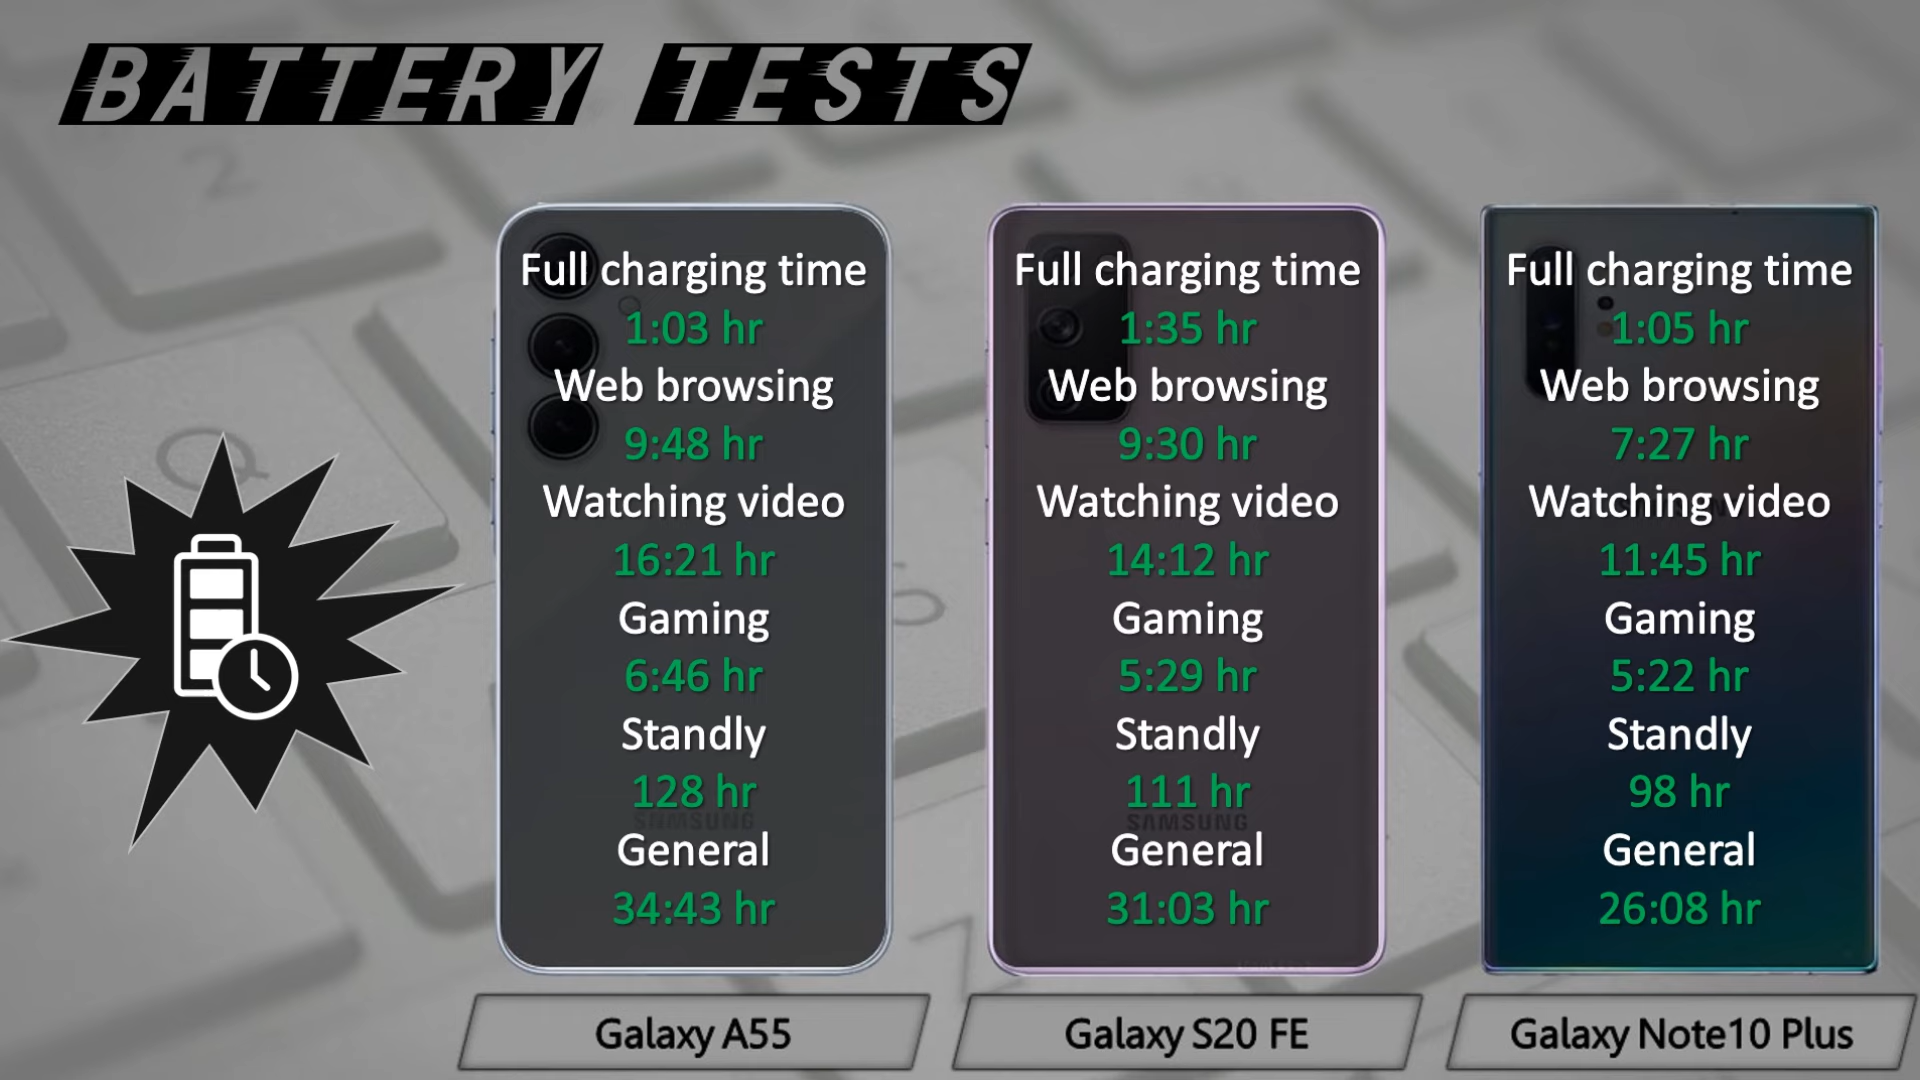 BATTERY TESTS
Full charging time
1:03 hr
Web browsing
9:48 hr
Watching video
16:21 hr
Gaming
6:46 hr
Standly
128 hr
SAMSUNG
General
34:43 hr
Galaxy A55
Full charging time
1:35 hr
Web browsing
9:30 hr
Watching video
14:12 hr
Gaming
5:29 hr
Standly
111 hr
SAMSUNG
General
31:03 hr
Galaxy S20 FE
Full charging time
1:05 hr
Web browsing
7:27 hr
Watching video
11:45 hr
Gaming
5:22 hr
Standly
98 hr
General
26:08 hr
Galaxy Note10 Plus
2
Q